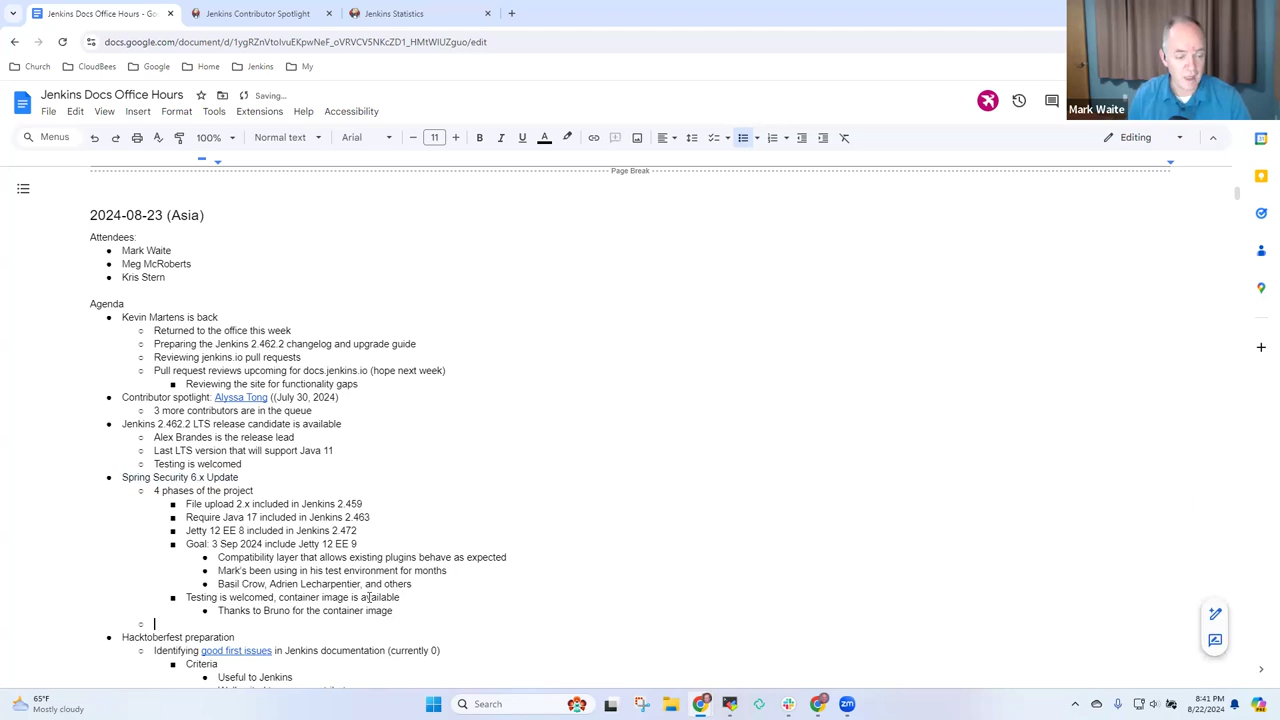 Jenkins Docs Office Hours - Goo
Jenkins Contributor Spotlight
Jenkins Statistics
docs.google.com/document/d/1ygRZnVtolvuEKpwNeF_oVRVCV5NKcZD1_HMtWIUZguo/edit
Church CloudBees Google Home Jenkins My
Mark Waite
Jenkins Docs Office Hours Saving...
File Edit View Insert Format Tools Extensions Help Accessibility
Menus 100% Normal text Arial 11 B I U A Editing
Page Break
2024-08-23 (Asia)
Attendees:
● Mark Waite
● Meg McRoberts
● Kris Stern
Agenda
● Kevin Martens is back
○ Returned to the office this week
○ Preparing the Jenkins 2.462.2 changelog and upgrade guide
○ Reviewing jenkins.io pull requests
○ Pull request reviews upcoming for docs.jenkins.io (hope next week)
■ Reviewing the site for functionality gaps
● Contributor spotlight: Alyssa Tong ((July 30, 2024)
○ 3 more contributors are in the queue
● Jenkins 2.462.2 LTS release candidate is available
○ Alex Brandes is the release lead
○ Last LTS version that will support Java 11
○ Testing is welcomed
● Spring Security 6.x Update
○ 4 phases of the project
■ File upload 2.x included in Jenkins 2.459
■ Require Java 17 included in Jenkins 2.463
■ Jetty 12 EE 8 included in Jenkins 2.472
■ Goal: 3 Sep 2024 include Jetty 12 EE 9
● Compatibility layer that allows existing plugins behave as expected
● Mark's been using in his test environment for months
● Basil Crow, Adrien Lecharpentier, and others
■ Testing is welcomed, container image is available
● Thanks to Bruno for the container image
○
● Hacktoberfest preparation
○ Identifying good first issues in Jenkins documentation (currently 0)
■ Criteria
● Useful to Jenkins
65°F
Mostly cloudy
Search
8:41 PM
8/22/2024